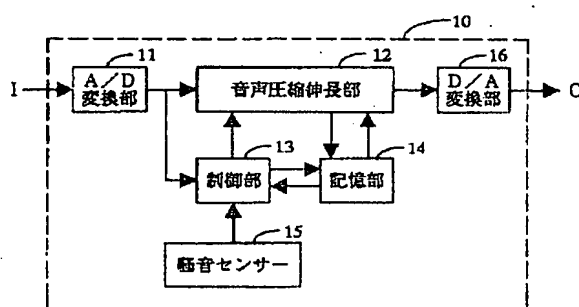 10
11
12
16
I
A/D
変換部
音声圧縮伸長部
D/A
変換部
O
13
14
制御部
記憶部
15
騒音センサー